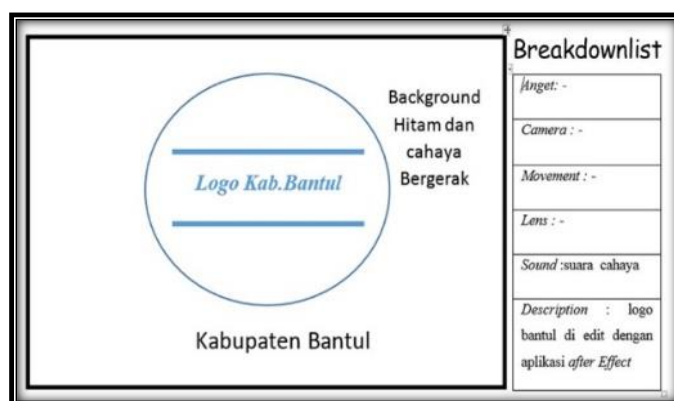 Background
Hitam dan
cahaya
Bergerak
Logo Kab.Bantul
Kabupaten Bantul
Breakdownlist
Anget: -
Camera : -
Movement : -
Lens : -
Sound :suara cahaya
Description : logo
bantul di edit dengan
aplikasi after Effect